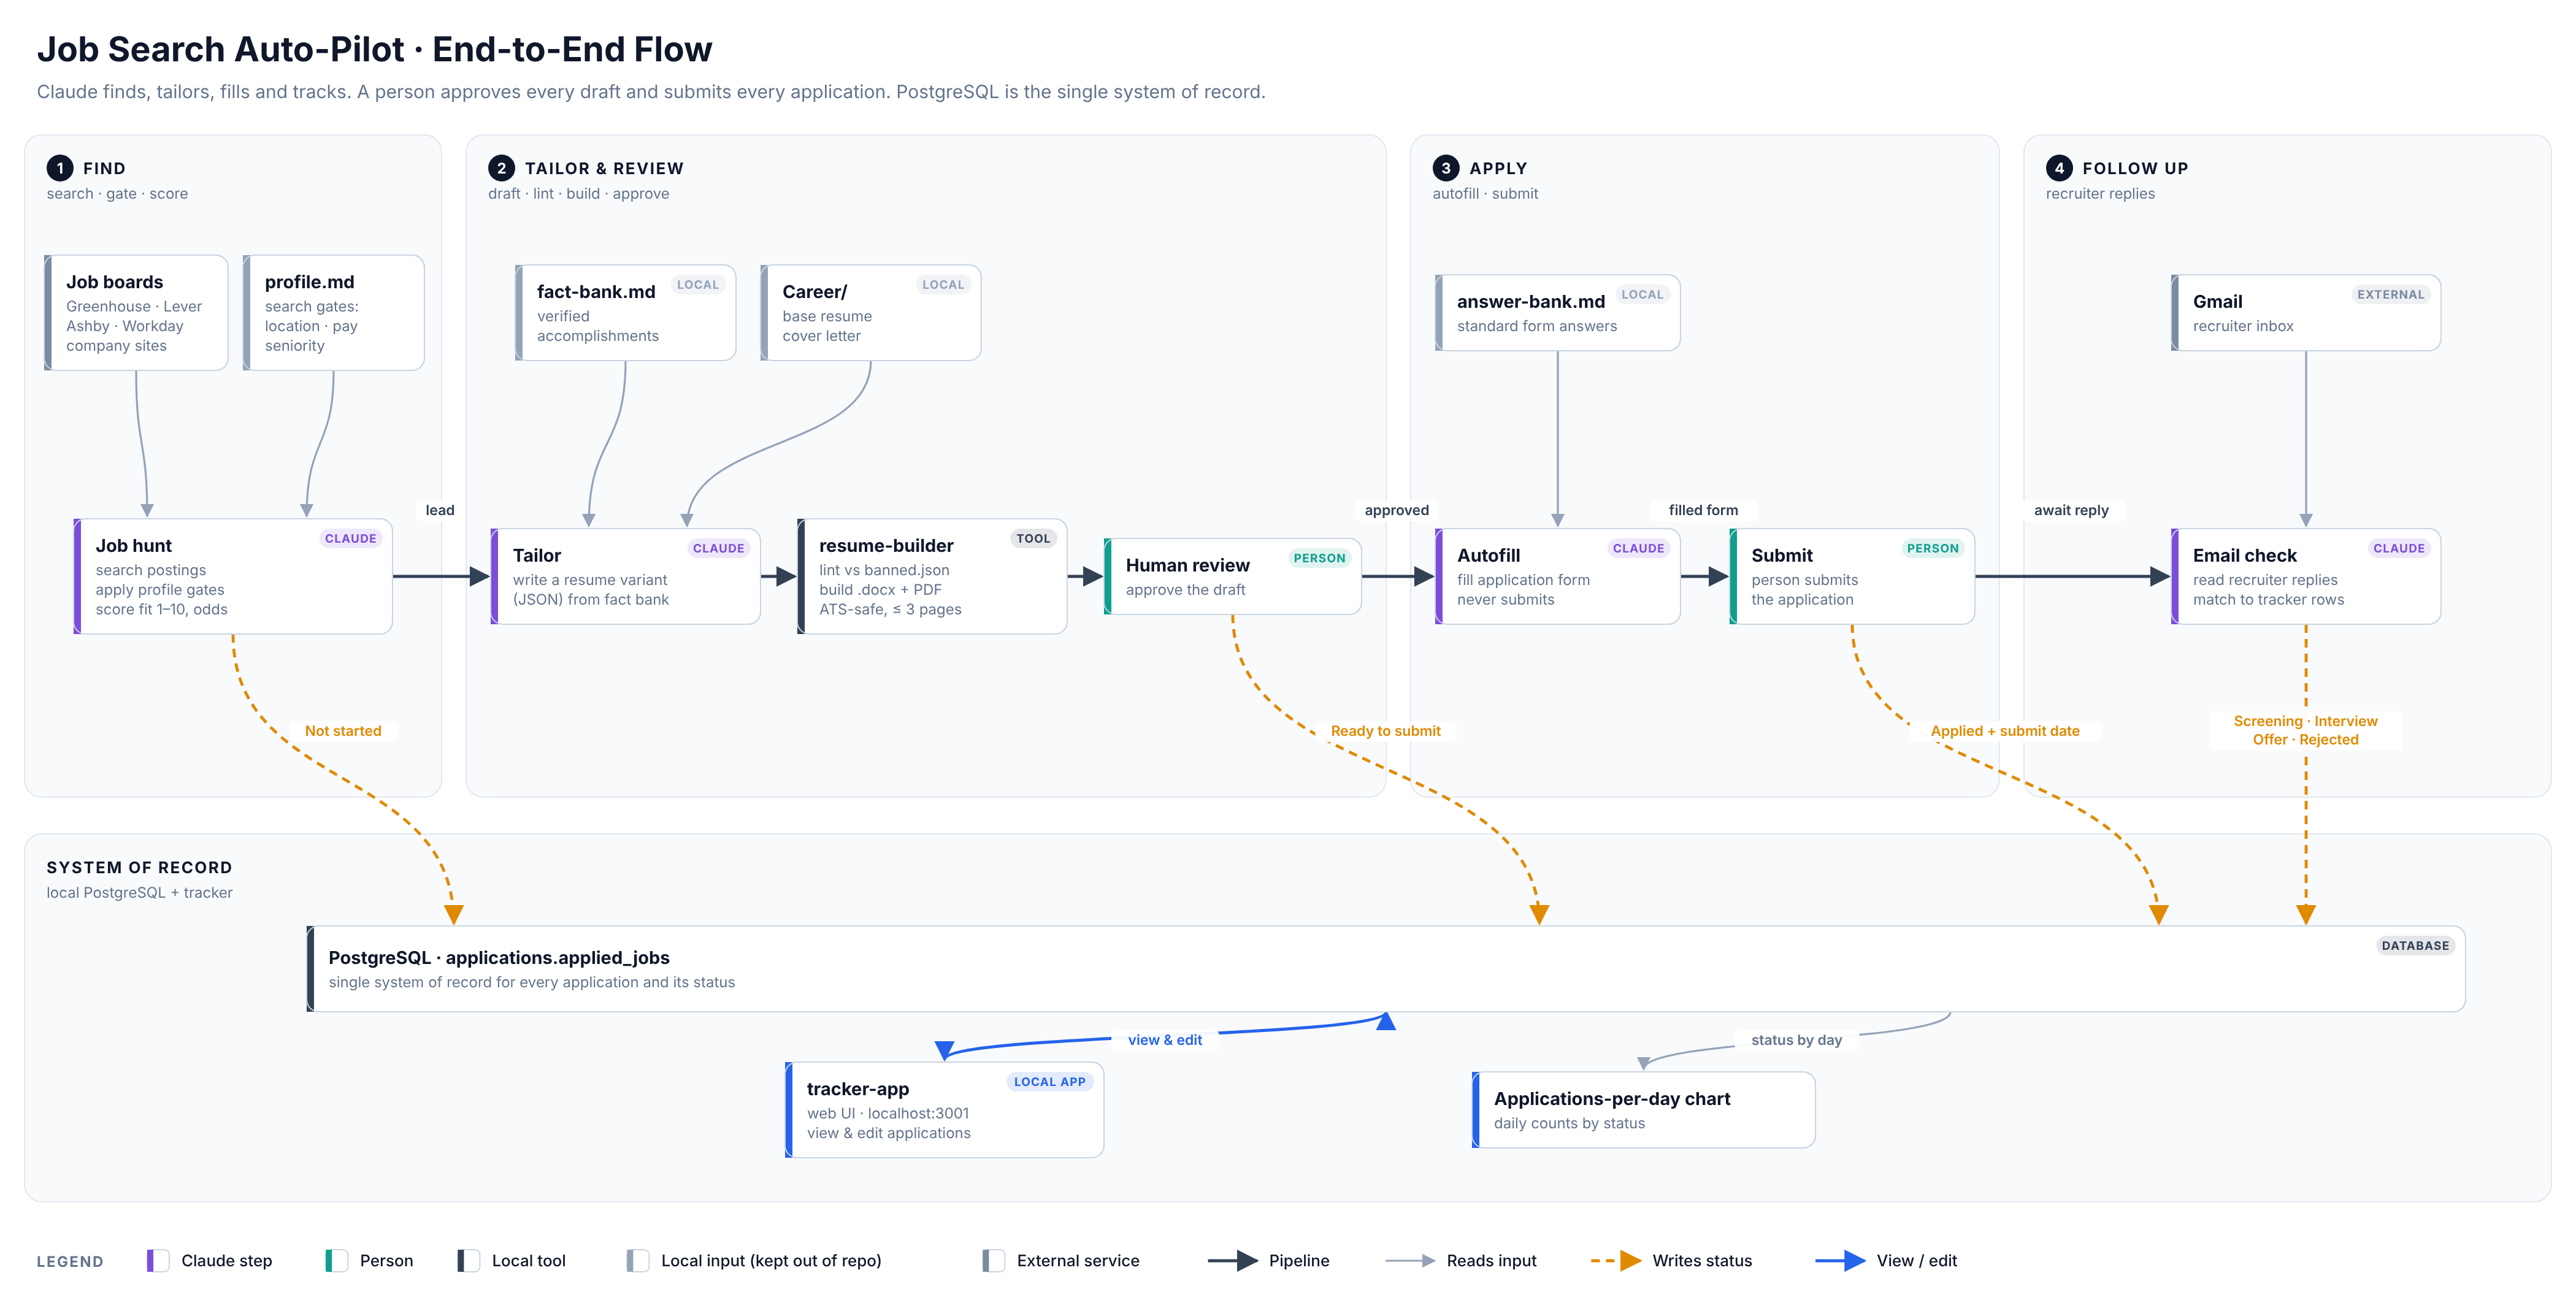 Job Search Auto-Pilot · End-to-End Flow
Claude finds, tailors, fills and tracks. A person approves every draft and submits every application. PostgreSQL is the single system of record.
1 FIND
search · gate · score
Job boards
Greenhouse · Lever
Ashby · Workday
company sites
profile.md
search gates:
location · pay
seniority
Job hunt
CLAUDE
search postings
apply profile gates
score fit 1–10, odds
lead
Not started
2 TAILOR & REVIEW
draft · lint · build · approve
fact-bank.md
LOCAL
verified
accomplishments
Career/
LOCAL
base resume
cover letter
Tailor
CLAUDE
write a resume variant
(JSON) from fact bank
resume-builder
TOOL
lint vs banned.json
build .docx + PDF
ATS-safe, ≤ 3 pages
Human review
PERSON
approve the draft
approved
Ready to submit
3 APPLY
autofill · submit
answer-bank.md
LOCAL
standard form answers
Autofill
CLAUDE
fill application form
never submits
filled form
Submit
PERSON
person submits
the application
await reply
Applied + submit date
4 FOLLOW UP
recruiter replies
Gmail
EXTERNAL
recruiter inbox
Email check
CLAUDE
read recruiter replies
match to tracker rows
Screening · Interview
Offer · Rejected
SYSTEM OF RECORD
local PostgreSQL + tracker
PostgreSQL · applications.applied_jobs
DATABASE
single system of record for every application and its status
view & edit
status by day
tracker-app
LOCAL APP
web UI · localhost:3001
view & edit applications
Applications-per-day chart
daily counts by status
LEGEND
Claude step
Person
Local tool
Local input (kept out of repo)
External service
Pipeline
Reads input
Writes status
View / edit